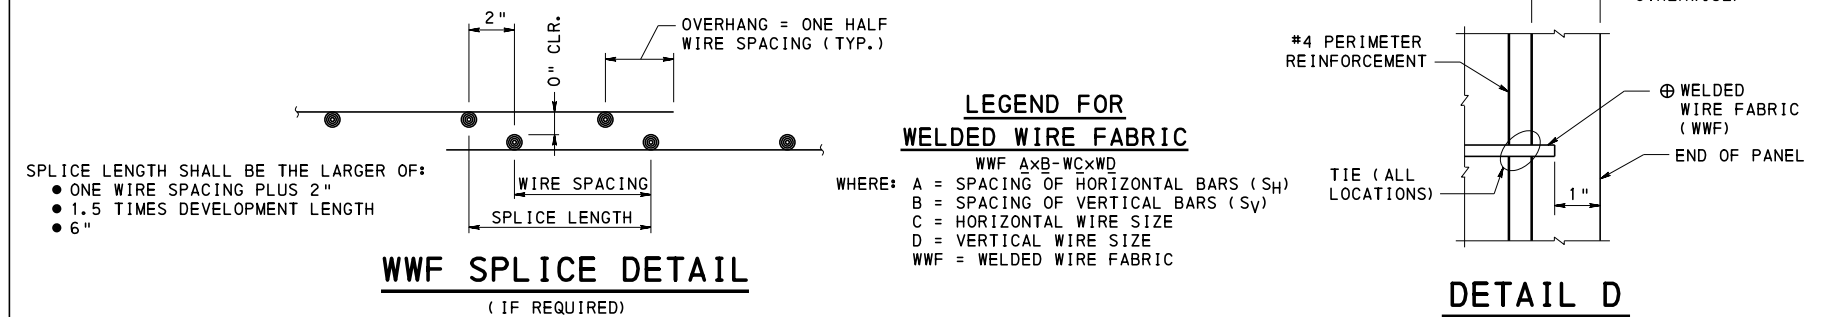 2"
0" CLR.
OVERHANG = ONE HALF
WIRE SPACING (TYP.)
SPLICE LENGTH SHALL BE THE LARGER OF:
● ONE WIRE SPACING PLUS 2"
● 1.5 TIMES DEVELOPMENT LENGTH
● 6"
WIRE SPACING
SPLICE LENGTH
WWF SPLICE DETAIL
(IF REQUIRED)
LEGEND FOR
WELDED WIRE FABRIC
WWF AxB-WCxWD
WHERE: A = SPACING OF HORIZONTAL BARS (SH)
B = SPACING OF VERTICAL BARS (SV)
C = HORIZONTAL WIRE SIZE
D = VERTICAL WIRE SIZE
WWF = WELDED WIRE FABRIC
#4 PERIMETER
REINFORCEMENT
⊕ WELDED
WIRE FABRIC
(WWF)
END OF PANEL
TIE (ALL
LOCATIONS)
1"
DETAIL D